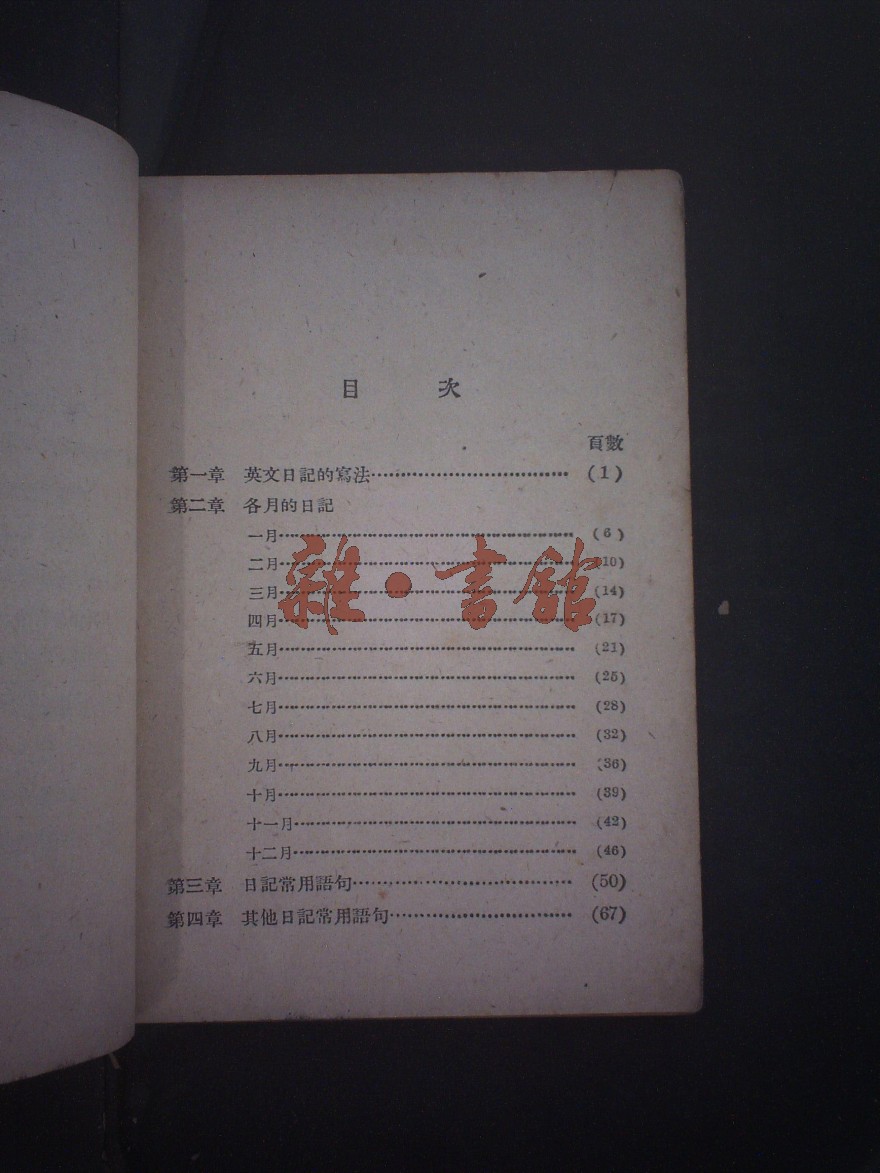 目 次
頁數
第一章 英文日記的寫法………………………… (1)
第二章 各月的日記
一月………………………………………… (6)
二月………………………………………… (10)
三月………………………………………… (14)
四月………………………………………… (17)
五月………………………………………… (21)
六月………………………………………… (25)
七月………………………………………… (28)
八月………………………………………… (32)
九月………………………………………… (36)
十月………………………………………… (39)
十一月……………………………………… (42)
十二月……………………………………… (46)
第三章 日記常用語句………………………… (50)
第四章 其他日記常用語句…………………… (67)
雜·書館